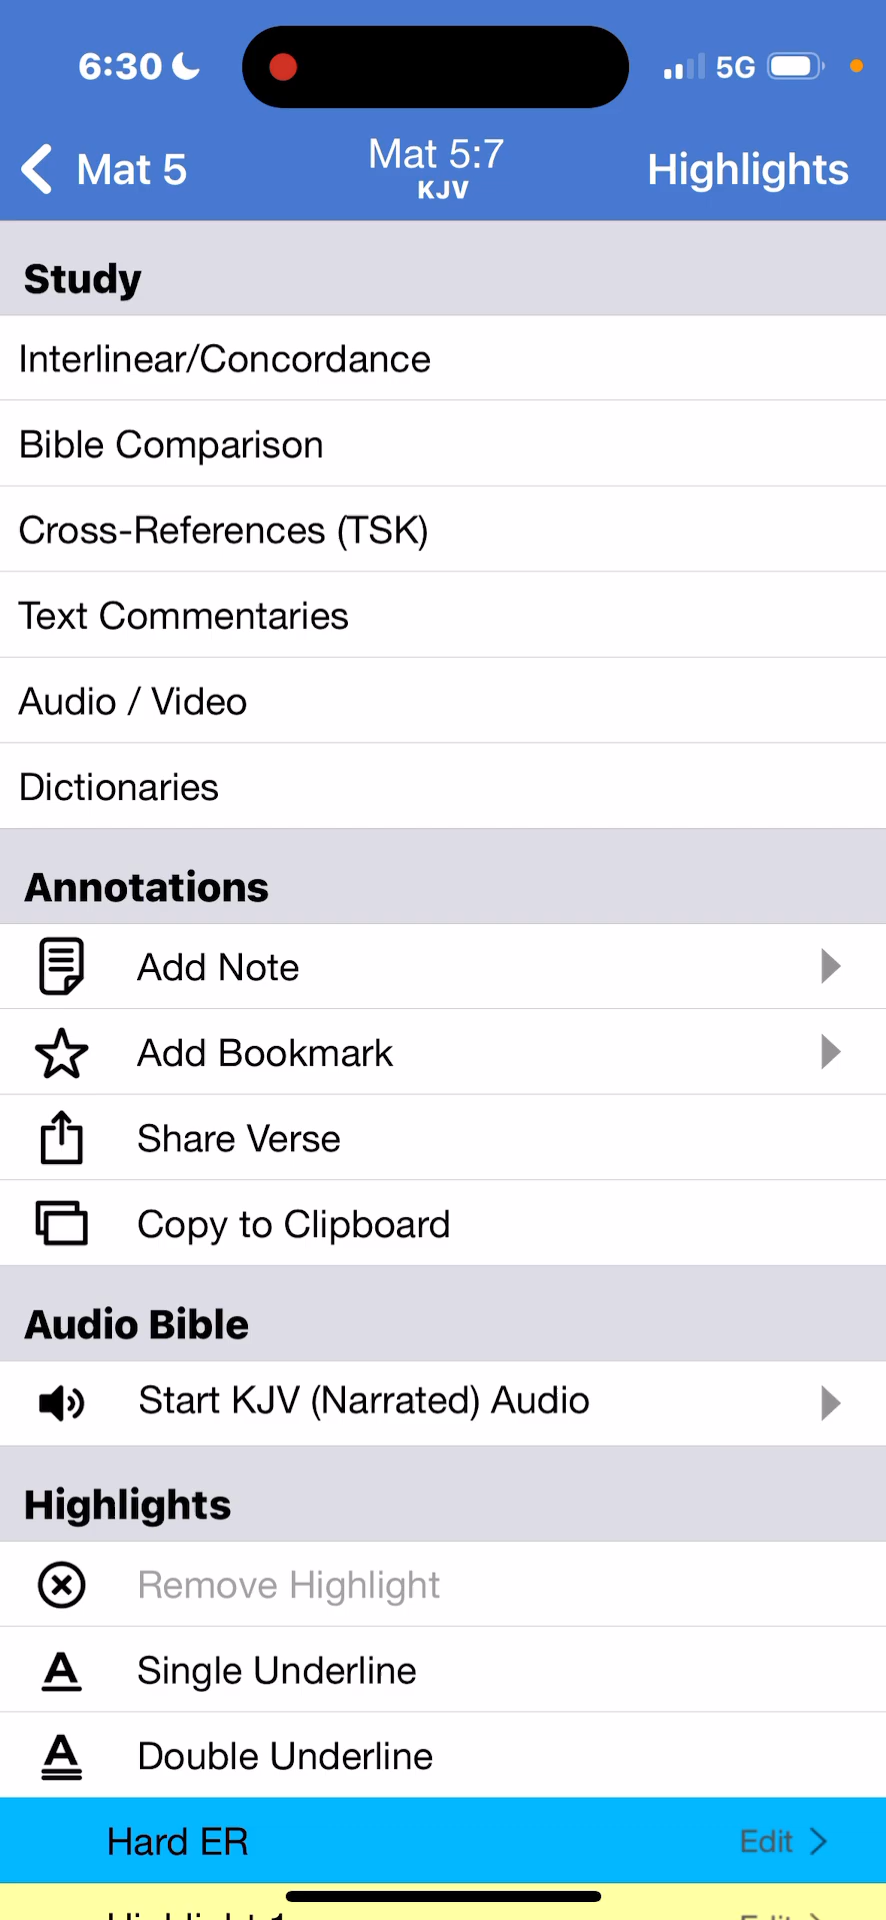 6:30
5G
Mat 5
Mat 5:7
KJV
Highlights
Study
Interlinear/Concordance
Bible Comparison
Cross-References (TSK)
Text Commentaries
Audio / Video
Dictionaries
Annotations
Add Note
Add Bookmark
Share Verse
Copy to Clipboard
Audio Bible
Start KJV (Narrated) Audio
Highlights
Remove Highlight
A Single Underline
A Double Underline
Hard ER Edit